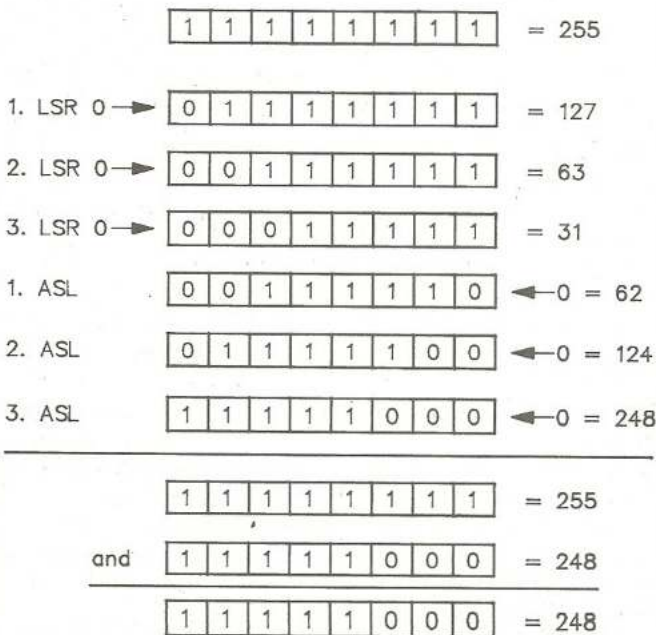 1 1 1 1 1 1 1 1 = 255
1. LSR 0 → 0 1 1 1 1 1 1 1 = 127
2. LSR 0 → 0 0 1 1 1 1 1 1 = 63
3. LSR 0 → 0 0 0 1 1 1 1 1 = 31
1. ASL 0 0 1 1 1 1 1 0 ← 0 = 62
2. ASL 0 1 1 1 1 1 0 0 ← 0 = 124
3. ASL 1 1 1 1 1 0 0 0 ← 0 = 248
1 1 1 1 1 1 1 1 = 255
and 1 1 1 1 1 0 0 0 = 248
1 1 1 1 1 0 0 0 = 248